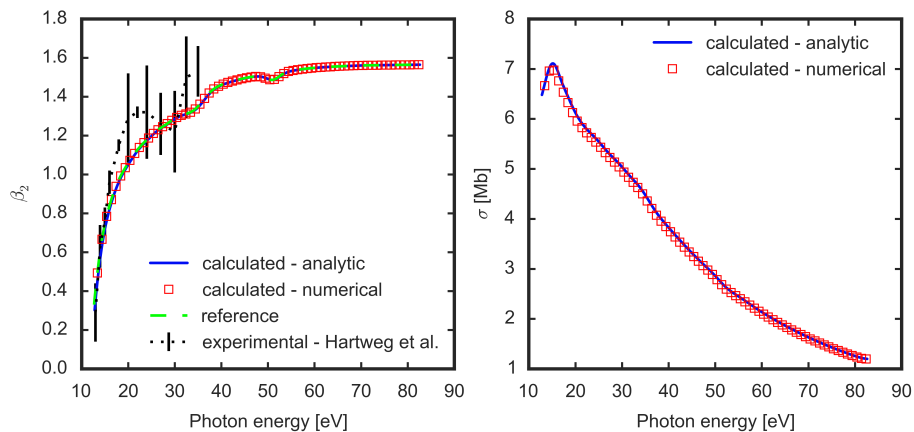 1.8
1.6
1.4
1.2
1.0
0.8
0.6
0.4
0.2
0.0
β₂
calculated - analytic
calculated - numerical
reference
experimental - Hartweg et al.
10 20 30 40 50 60 70 80 90
Photon energy [eV]
8
7
6
5
4
3
2
1
σ [Mb]
calculated - analytic
calculated - numerical
10 20 30 40 50 60 70 80 90
Photon energy [eV]